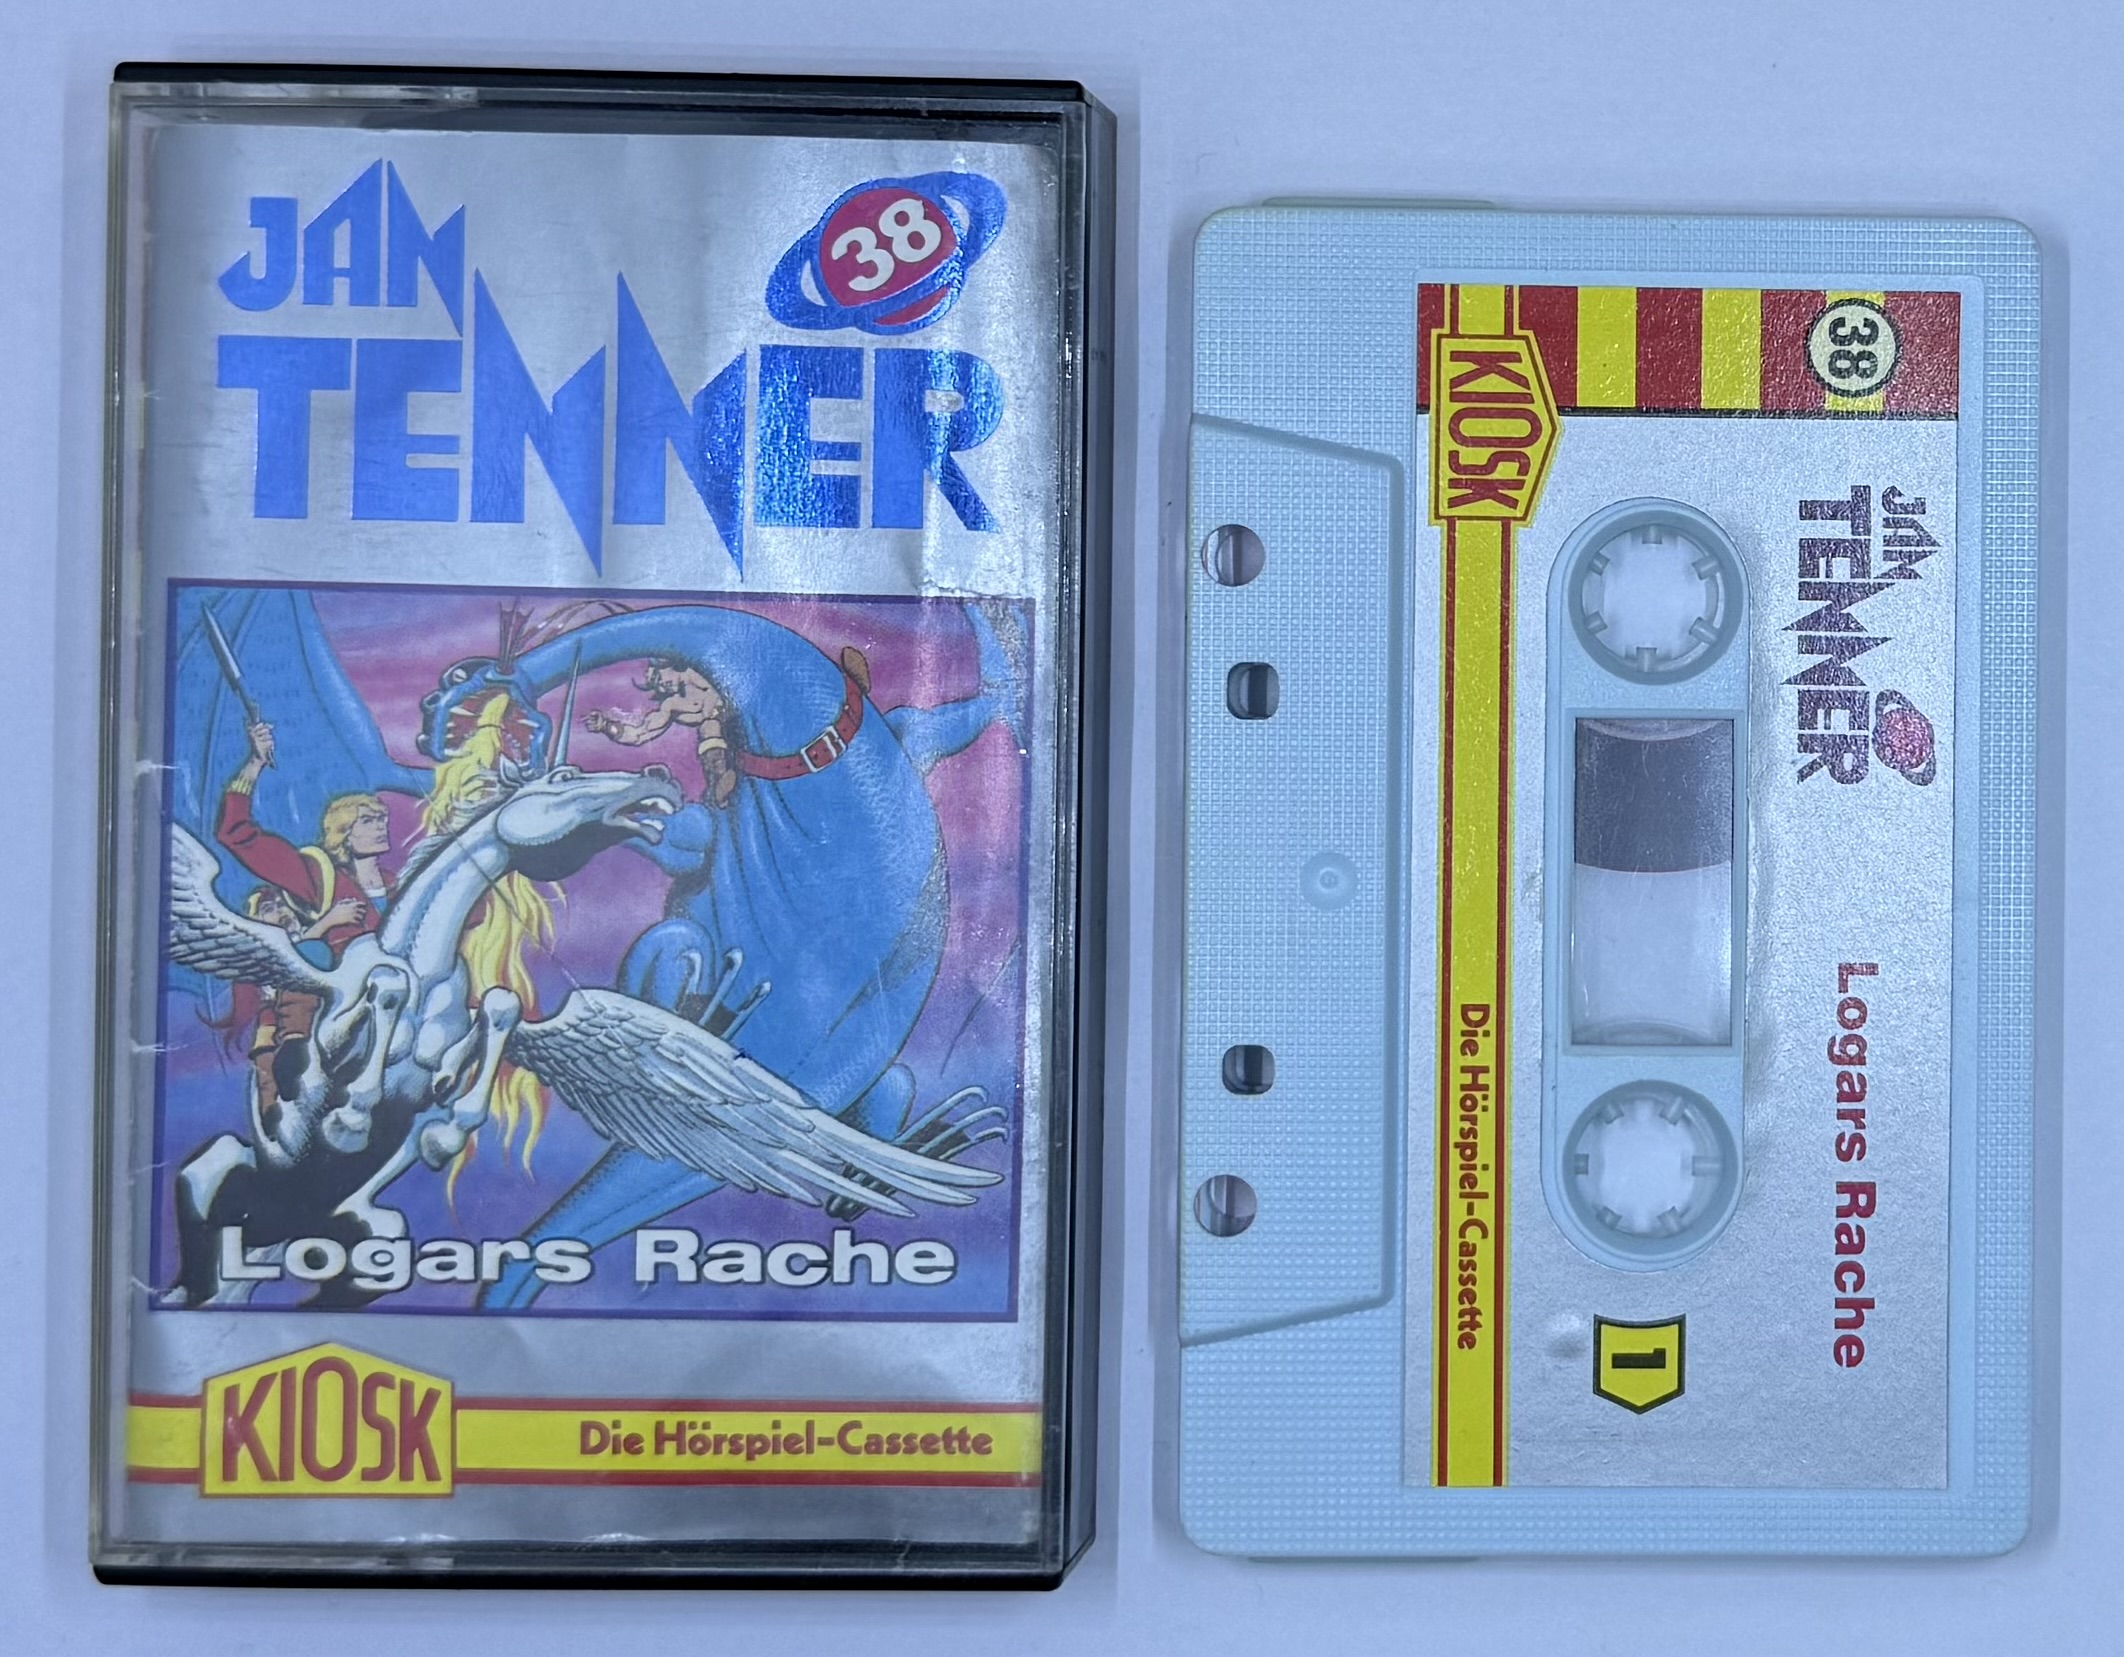 JAN
TENNER
38
Logars Rache
KIOSK
Die Hörspiel-Cassette
38
JAN
TENNER
Logars Rache
1
KIOSK
Die Hörspiel-Cassette